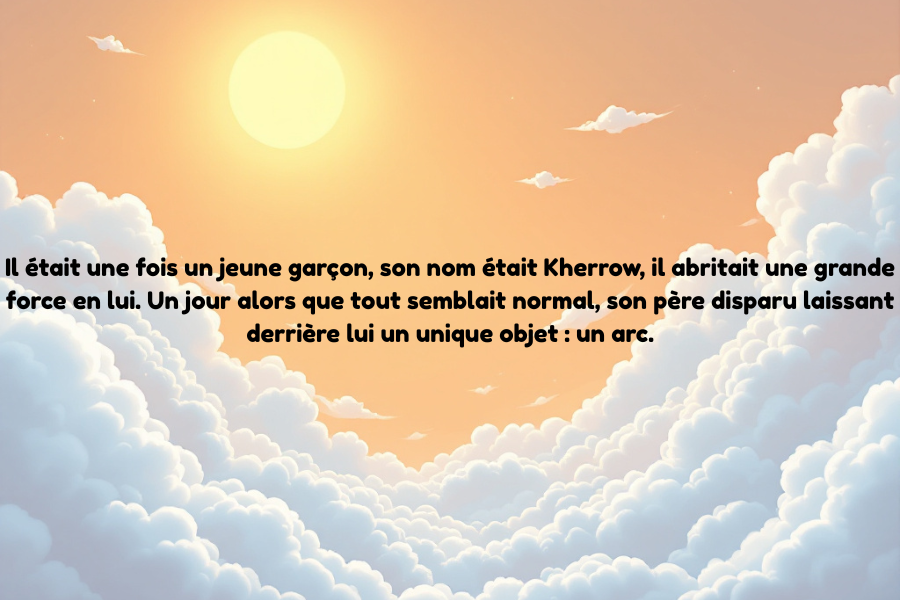 Il était une fois un jeune garçon, son nom était Kherrow, il abritait une grande
force en lui. Un jour alors que tout semblait normal, son père disparu laissant
derrière lui un unique objet : un arc.